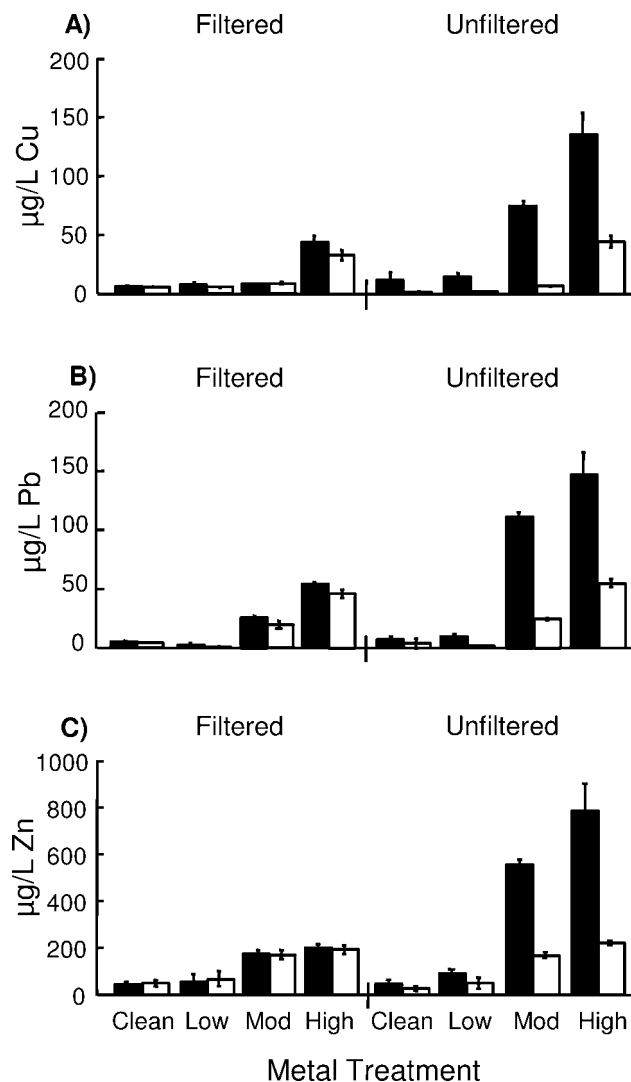 A) Filtered Unfiltered
200
150
100
50
0
µg/L Cu
B) Filtered Unfiltered
200
150
100
50
0
µg/L Pb
C) Filtered Unfiltered
1000
800
600
400
200
0
µg/L Zn
Clean Low Mod High Clean Low Mod High
Metal Treatment